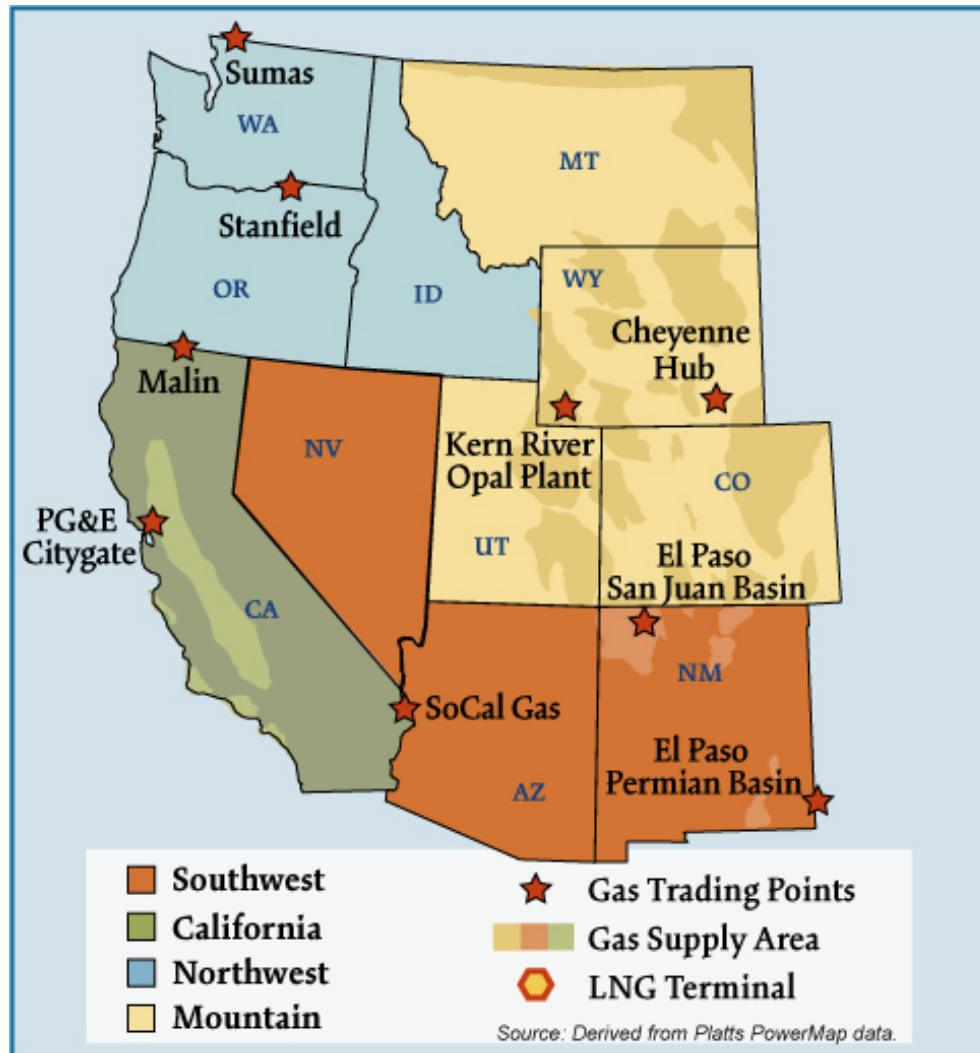 Sumas
WA
MT
Stanfield
OR
ID
WY
Cheyenne
Hub
Malin
NV
Kern River
Opal Plant
CO
PG&E
Citygate
UT
El Paso
San Juan Basin
CA
NM
SoCal Gas
El Paso
Permian Basin
AZ
Southwest
California
Northwest
Mountain
Gas Trading Points
Gas Supply Area
LNG Terminal
Source: Derived from Platts PowerMap data.